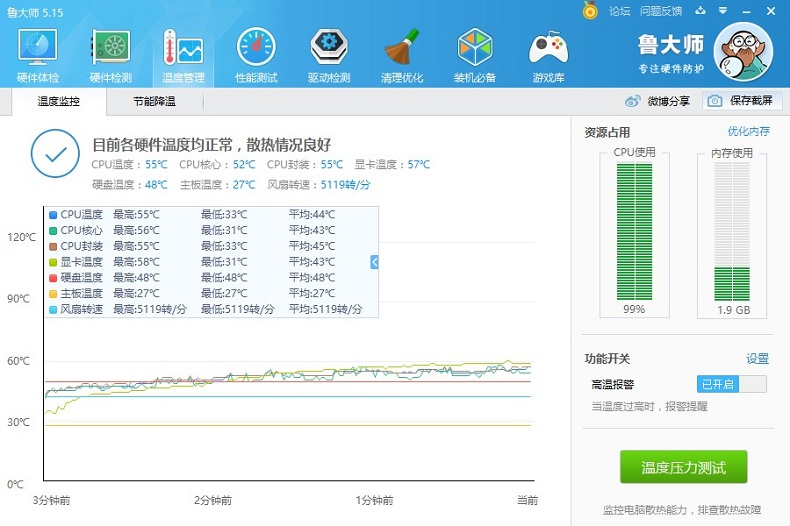 鲁大师 5.15
论坛 问题反馈
硬件体检 硬件检测 温度管理 性能测试 驱动检测 清理优化 装机必备 游戏库
鲁大师
专注硬件防护
温度监控 节能降温
微博分享 保存截屏
目前各硬件温度均正常，散热情况良好
CPU温度：55℃ CPU核心：52℃ CPU封装：55℃ 显卡温度：57℃
硬盘温度：48℃ 主板温度：27℃ 风扇转速：5119转/分
CPU温度 最高:55℃ 最低:33℃ 平均:44℃
CPU核心 最高:56℃ 最低:31℃ 平均:43℃
CPU封装 最高:55℃ 最低:33℃ 平均:45℃
显卡温度 最高:58℃ 最低:31℃ 平均:43℃
硬盘温度 最高:48℃ 最低:48℃ 平均:48℃
主板温度 最高:27℃ 最低:27℃ 平均:27℃
风扇转速 最高:5119转/分 最低:5119转/分 平均:5119转/分
120℃
90℃
60℃
30℃
0℃
3分钟前 2分钟前 1分钟前 当前
资源占用 优化内存
CPU使用 内存使用
99% 1.9 GB
功能开关 设置
高温报警 已开启
当温度过高时，报警提醒
温度压力测试
监控电脑散热能力，排查散热故障